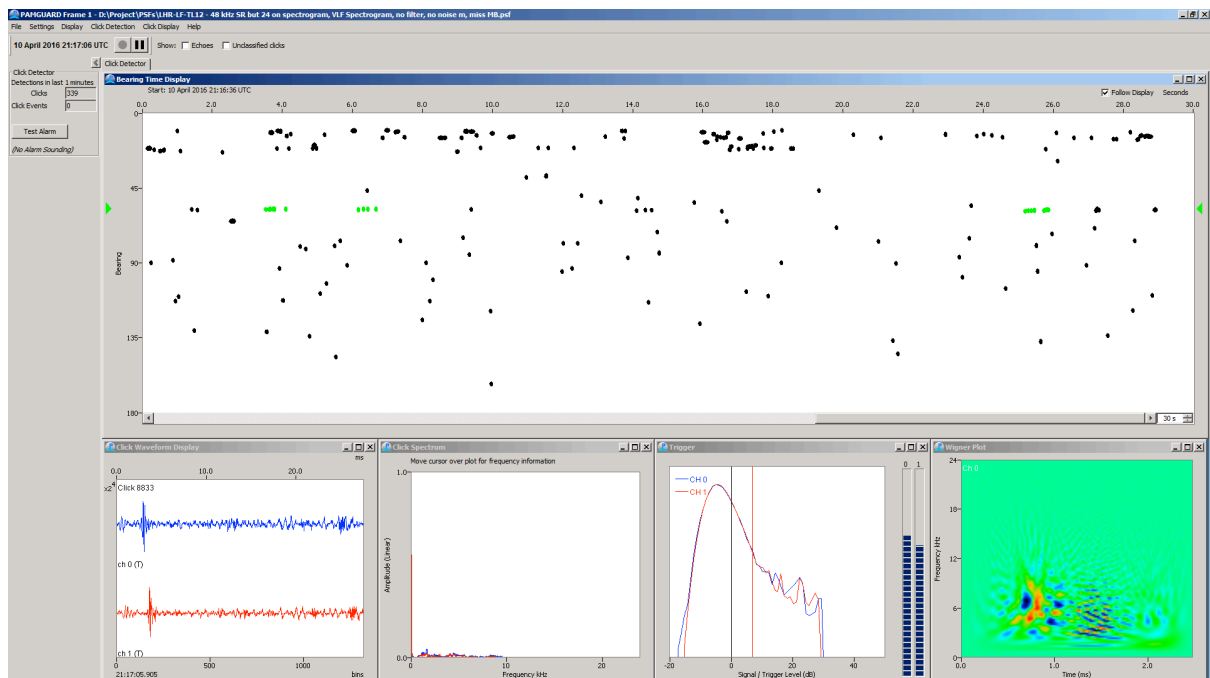 PAMGUARD Frame 1 - D:\Project\PSFs\LHR-LF-TL12 - 48 kHz SR but 24 on spectrogram, VLF Spectrogram, no filter, no noise m, miss MB.psf
File Settings Display Click Detection Click Display Help
10 April 2016 21:17:06 UTC Show: Echoes Unclassified clicks
Click Detector
Click Detector
Detections in last 1 minutes
Clicks 339
Click Events 0
Test Alarm
(No Alarm Sounding)
Bearing Time Display
Start: 10 April 2016 21:16:36 UTC Follow Display Seconds
0.0 2.0 4.0 6.0 8.0 10.0 12.0 14.0 16.0 18.0 20.0 22.0 24.0 26.0 28.0 30.0
0
45
90
135
180
Bearing
30 s
Click Waveform Display
ms
0.0 10.0 20.0
x2^4
Click 8833
ch 0 (T)
ch 1 (T)
0 500 1000
21:17:05.905 bins
Click Spectrum
Move cursor over plot for frequency information
1.0
Amplitude (Linear)
0.0
0 10 20
Frequency kHz
Trigger
0 1
CH 0
CH 1
-20 0 20 40
Signal / Trigger Level (dB)
Wigner Plot
Ch 0
24
18
12
6
0
Frequency kHz
0.0 1.0 2.0
Time (ms)